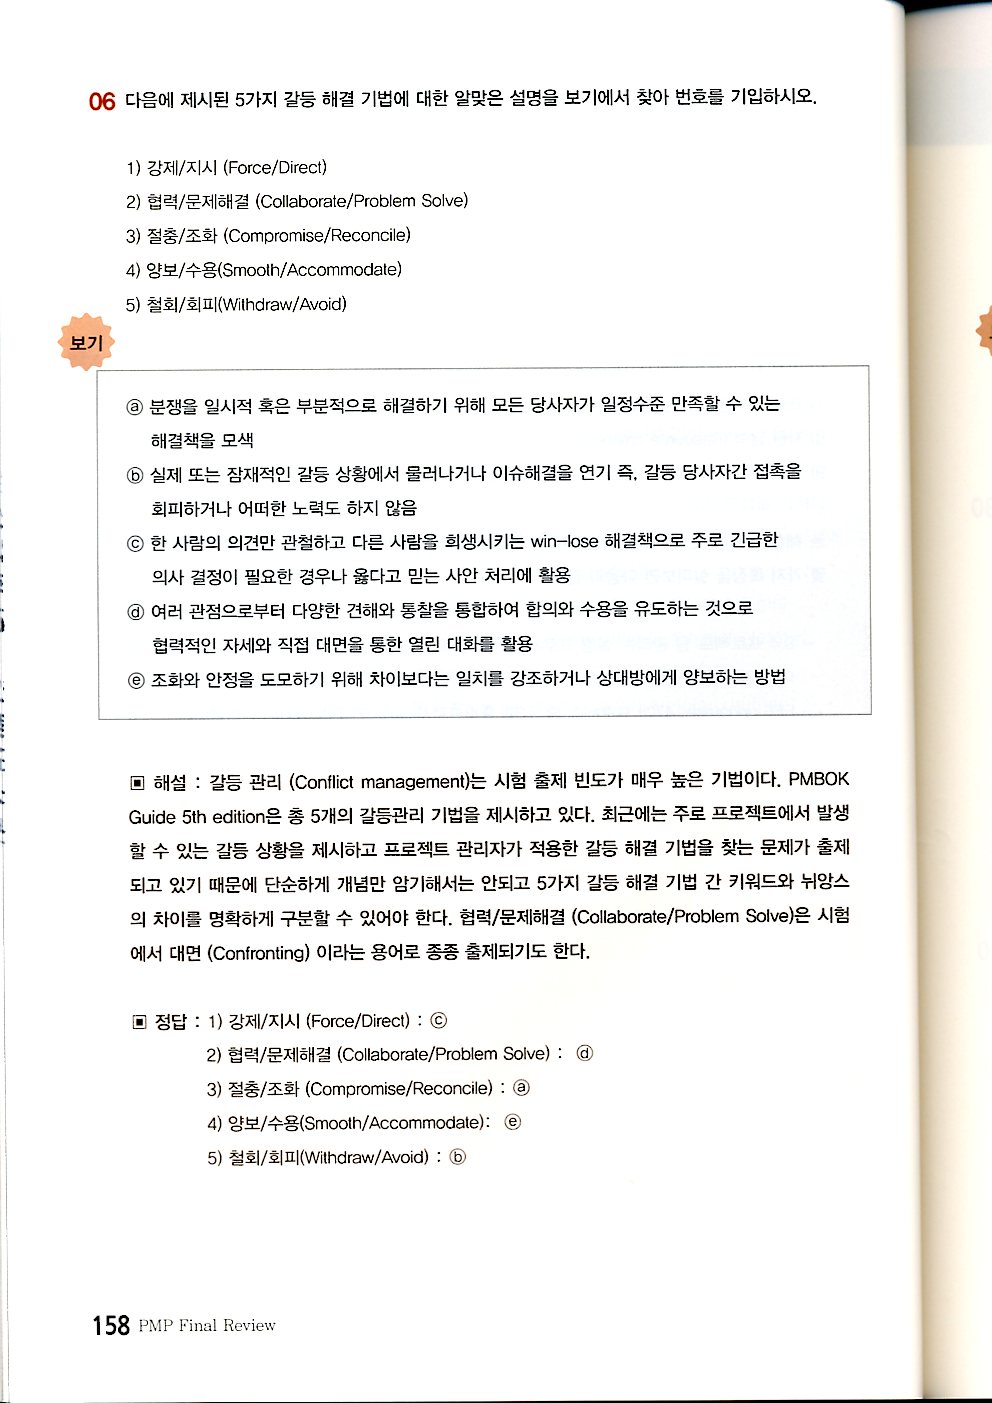 06 다음에 제시된 5가지 갈등 해결 기법에 대한 알맞은 설명을 보기에서 찾아 번호를 기입하시오.
1) 강제/지시 (Force/Direct)
2) 협력/문제해결 (Collaborate/Problem Solve)
3) 절충/조화 (Compromise/Reconcile)
4) 양보/수용(Smooth/Accommodate)
5) 철회/회피(Withdraw/Avoid)
보기
ⓐ 분쟁을 일시적 혹은 부분적으로 해결하기 위해 모든 당사자가 일정수준 만족할 수 있는
해결책을 모색
ⓑ 실제 또는 잠재적인 갈등 상황에서 물러나거나 이슈해결을 연기 즉, 갈등 당사자간 접촉을
회피하거나 어떠한 노력도 하지 않음
ⓒ 한 사람의 의견만 관철하고 다른 사람을 희생시키는 win-lose 해결책으로 주로 긴급한
의사 결정이 필요한 경우나 옳다고 믿는 사안 처리에 활용
ⓓ 여러 관점으로부터 다양한 견해와 통찰을 통합하여 합의와 수용을 유도하는 것으로
협력적인 자세와 직접 대면을 통한 열린 대화를 활용
ⓔ 조화와 안정을 도모하기 위해 차이보다는 일치를 강조하거나 상대방에게 양보하는 방법
▣ 해설 : 갈등 관리 (Conflict management)는 시험 출제 빈도가 매우 높은 기법이다. PMBOK
Guide 5th edition은 총 5개의 갈등관리 기법을 제시하고 있다. 최근에는 주로 프로젝트에서 발생
할 수 있는 갈등 상황을 제시하고 프로젝트 관리자가 적용한 갈등 해결 기법을 찾는 문제가 출제
되고 있기 때문에 단순하게 개념만 암기해서는 안되고 5가지 갈등 해결 기법 간 키워드와 뉘앙스
의 차이를 명확하게 구분할 수 있어야 한다. 협력/문제해결 (Collaborate/Problem Solve)은 시험
에서 대면 (Confronting) 이라는 용어로 종종 출제되기도 한다.
▣ 정답 : 1) 강제/지시 (Force/Direct) : ⓒ
2) 협력/문제해결 (Collaborate/Problem Solve) : ⓓ
3) 절충/조화 (Compromise/Reconcile) : ⓐ
4) 양보/수용(Smooth/Accommodate): ⓔ
5) 철회/회피(Withdraw/Avoid) : ⓑ
158 PMP Final Review